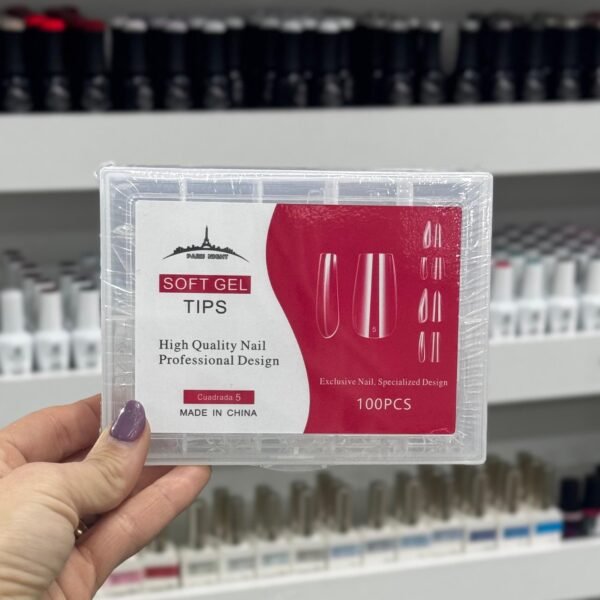 PARIS NIGHT
SOFT GEL
TIPS
High Quality Nail
Professional Design
Cuadrada 5
MADE IN CHINA
5
Exclusive Nail, Specialized Design
100PCS